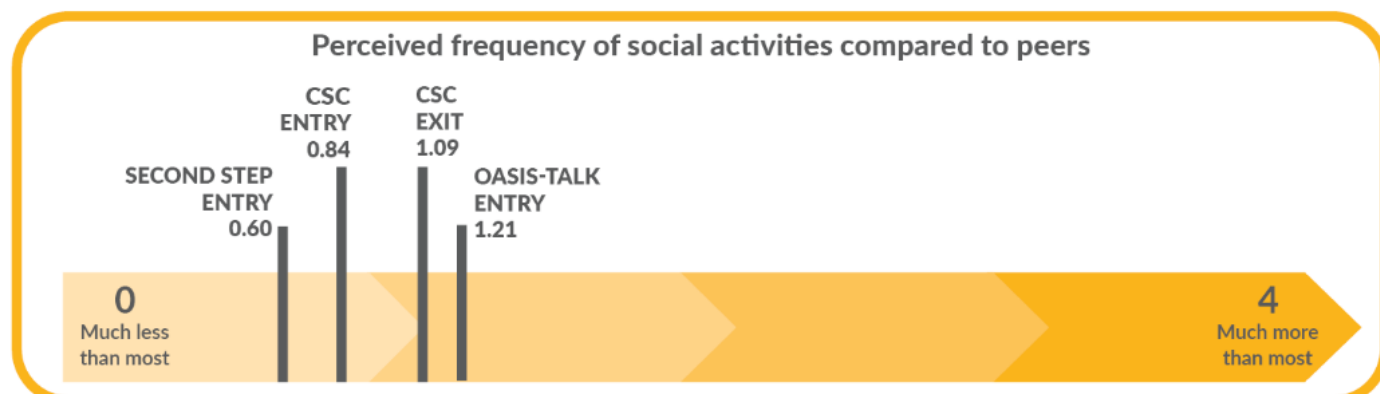 Perceived frequency of social activities compared to peers
CSC
ENTRY
0.84
CSC
EXIT
1.09
SECOND STEP
ENTRY
0.60
OASIS-TALK
ENTRY
1.21
0
Much less
than most
4
Much more
than most